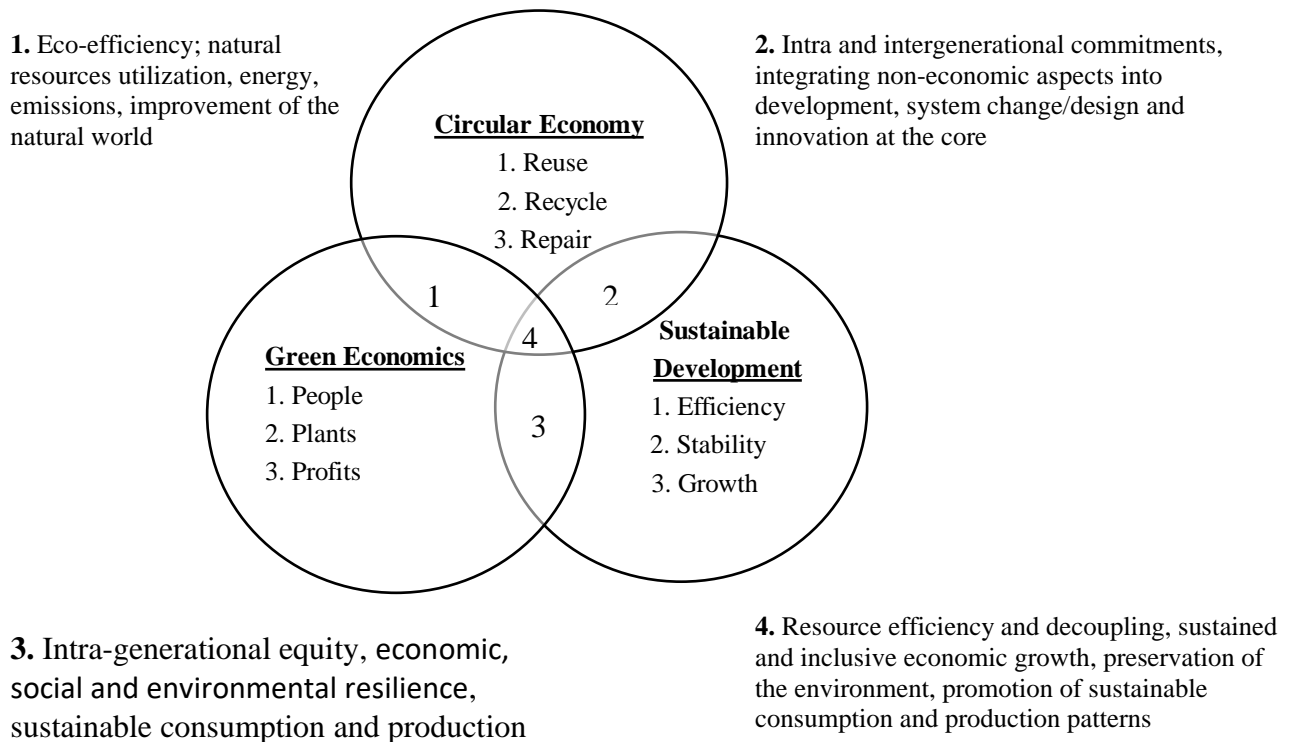 1. Eco-efficiency; natural
resources utilization, energy,
emissions, improvement of the
natural world
2. Intra and intergenerational commitments,
integrating non-economic aspects into
development, system change/design and
innovation at the core
Circular Economy
1. Reuse
2. Recycle
3. Repair
1
2
4
3
Green Economics
1. People
2. Plants
3. Profits
Sustainable
Development
1. Efficiency
2. Stability
3. Growth
3. Intra-generational equity, economic,
social and environmental resilience,
sustainable consumption and production
4. Resource efficiency and decoupling, sustained
and inclusive economic growth, preservation of
the environment, promotion of sustainable
consumption and production patterns